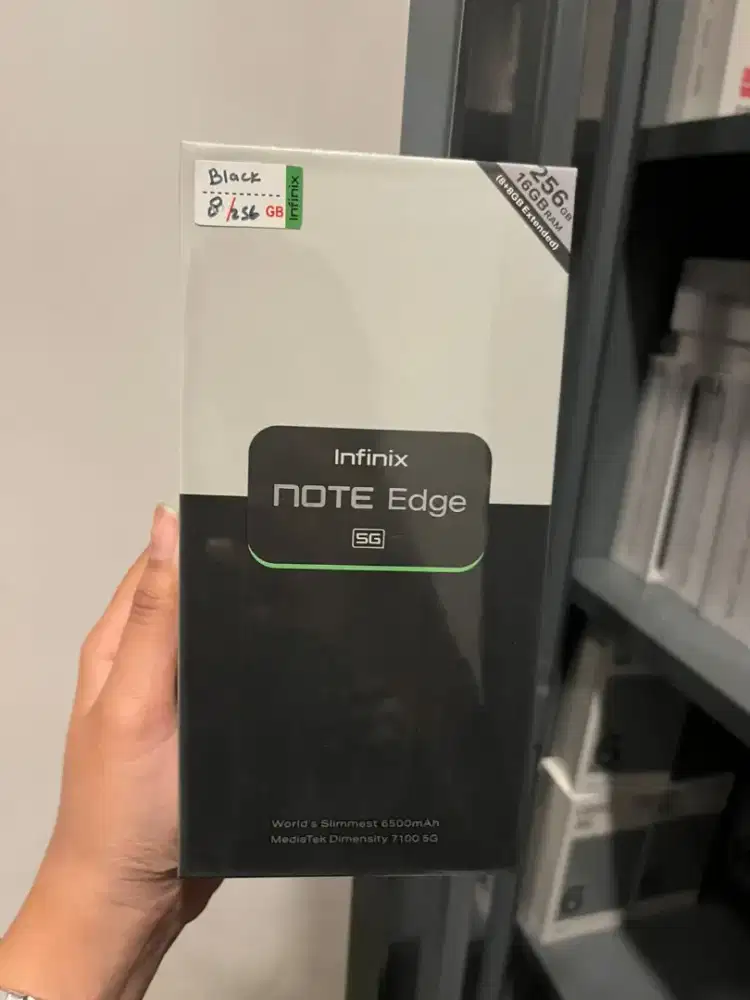 Black
8/256 GB
Infinix
256 GB
16GB RAM
(8+8GB Extended)
Infinix
NOTE Edge
5G
World's Slimmest 6500mAh
MediaTek Dimensity 7100 5G